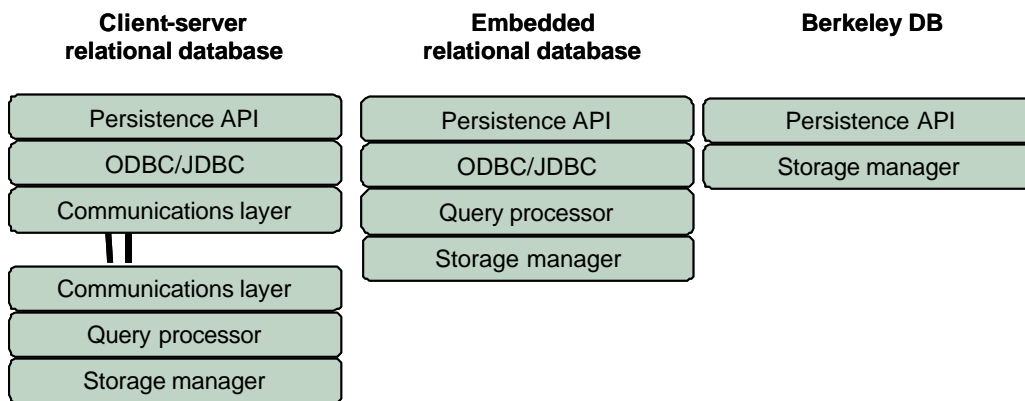 Client-server
relational database
Persistence API
ODBC/JDBC
Communications layer
Communications layer
Query processor
Storage manager
Embedded
relational database
Persistence API
ODBC/JDBC
Query processor
Storage manager
Berkeley DB
Persistence API
Storage manager